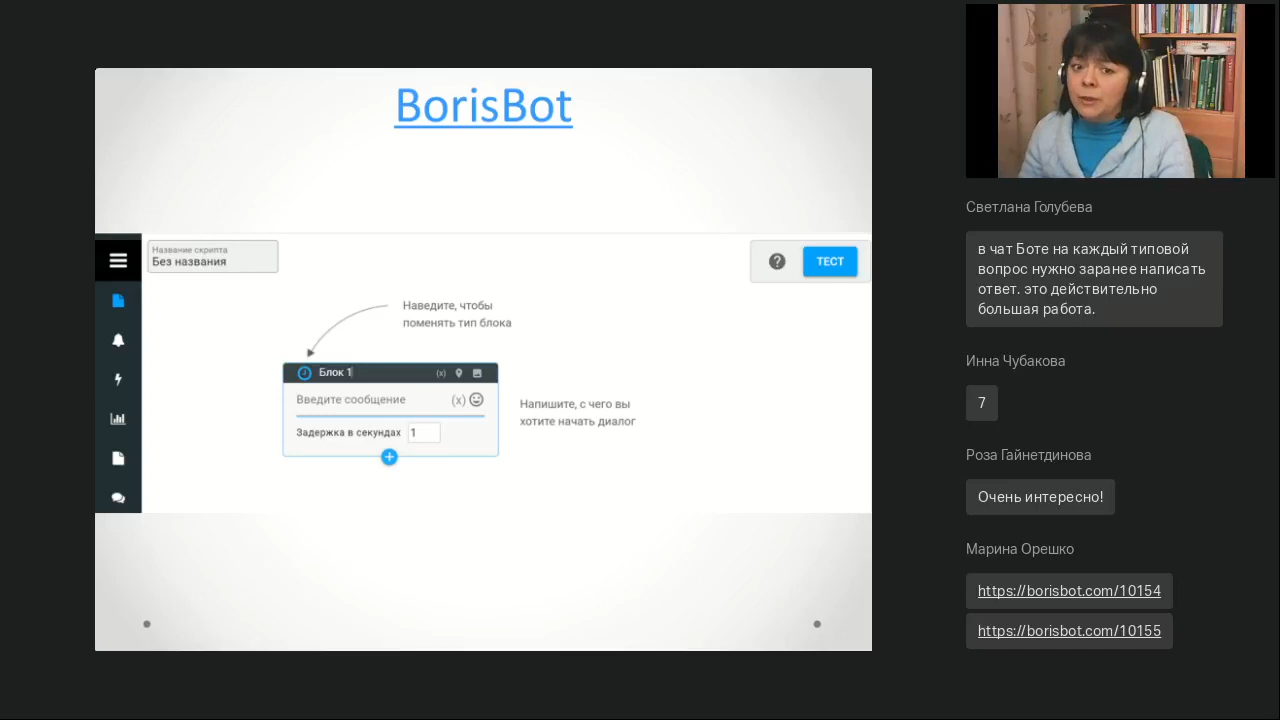 BorisBot
Название скрипта
Без названия
ТЕСТ
Наведите, чтобы
поменять тип блока
Блок 1
(x)
Введите сообщение
(x)
Задержка в секундах 1
Напишите, с чего вы
хотите начать диалог
Светлана Голубева
в чат Боте на каждый типовой
вопрос нужно заранее написать
ответ. это действительно
большая работа.
Инна Чубакова
7
Роза Гайнетдинова
Очень интересно!
Марина Орешко
https://borisbot.com/10154
https://borisbot.com/10155